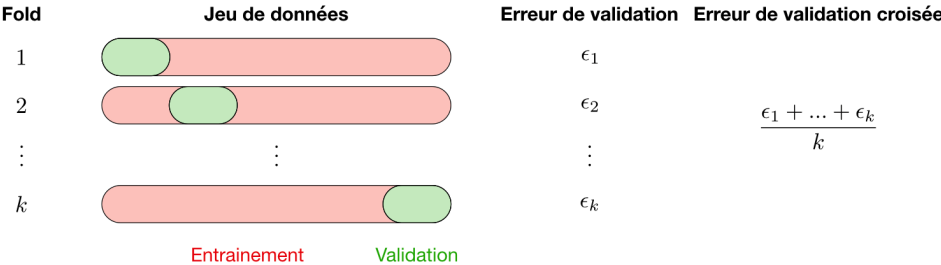 Fold Jeu de données Erreur de validation Erreur de validation croisée
1 ϵ₁
2 ϵ₂
⋮ ⋮ ⋮
k ϵₖ
(ϵ₁ + ... + ϵₖ) / k
Entrainement Validation